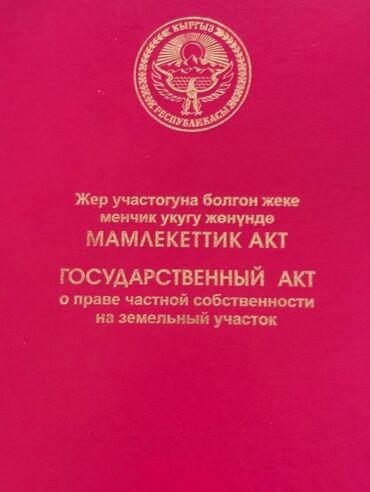 КЫРГЫЗ
РЕСПУБЛИКАСЫ
Жер участогуна болгон жеке
менчик укугу жөнүндө
МАМЛЕКЕТТИК АКТ
ГОСУДАРСТВЕННЫЙ АКТ
о праве частной собственности
на земельный участок